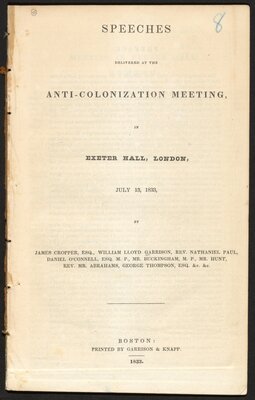 8
SPEECHES
DELIVERED AT THE
ANTI-COLONIZATION MEETING,
IN
EXETER HALL, LONDON,
JULY 13, 1833,
BY
JAMES CROPPER, ESQ., WILLIAM LLOYD GARRISON, REV. NATHANIEL PAUL,
DANIEL O'CONNELL, ESQ. M. P., MR. BUCKINGHAM, M. P., MR. HUNT,
REV. MR. ABRAHAMS, GEORGE THOMPSON, ESQ. &c. &c.
BOSTON:
PRINTED BY GARRISON & KNAPP.
1833.